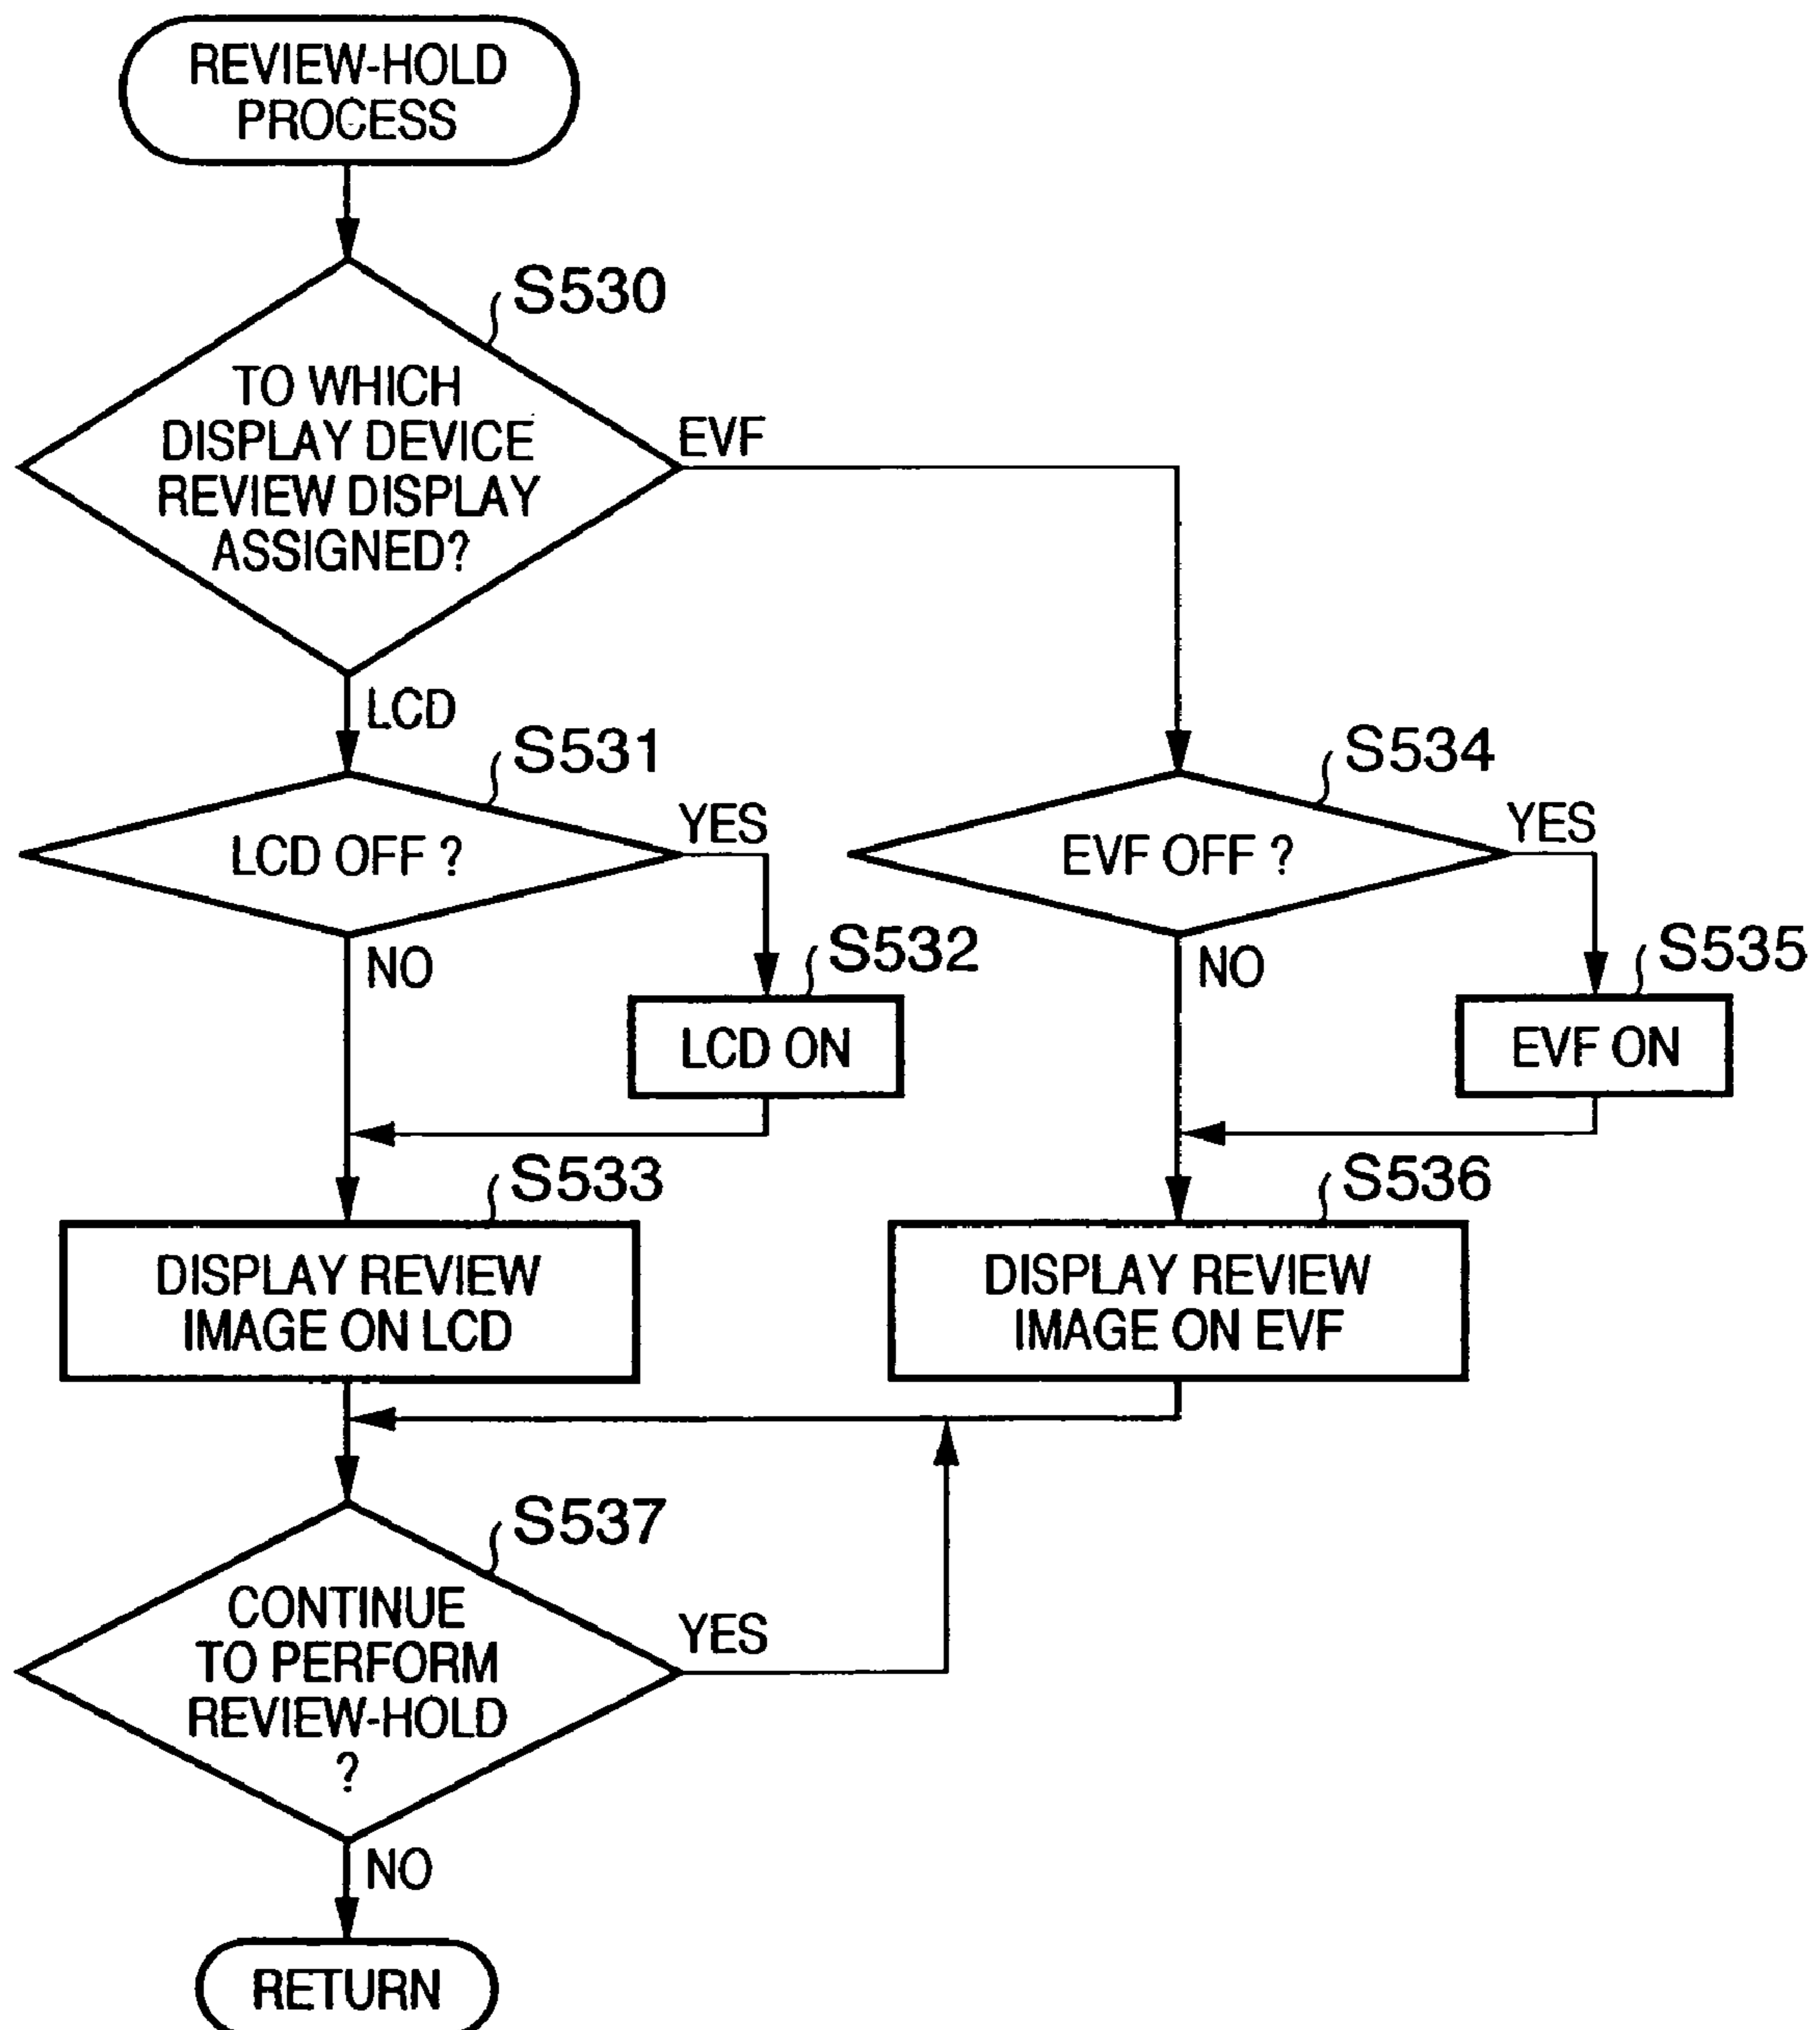 REVIEW-HOLD
PROCESS
S530
TO WHICH
DISPLAY DEVICE
REVIEW DISPLAY
ASSIGNED?
EVF
LCD
S531
LCD OFF ?
YES
NO
S532
LCD ON
S533
DISPLAY REVIEW
IMAGE ON LCD
S534
EVF OFF ?
YES
NO
S535
EVF ON
S536
DISPLAY REVIEW
IMAGE ON EVF
S537
CONTINUE
TO PERFORM
REVIEW-HOLD
?
YES
NO
RETURN